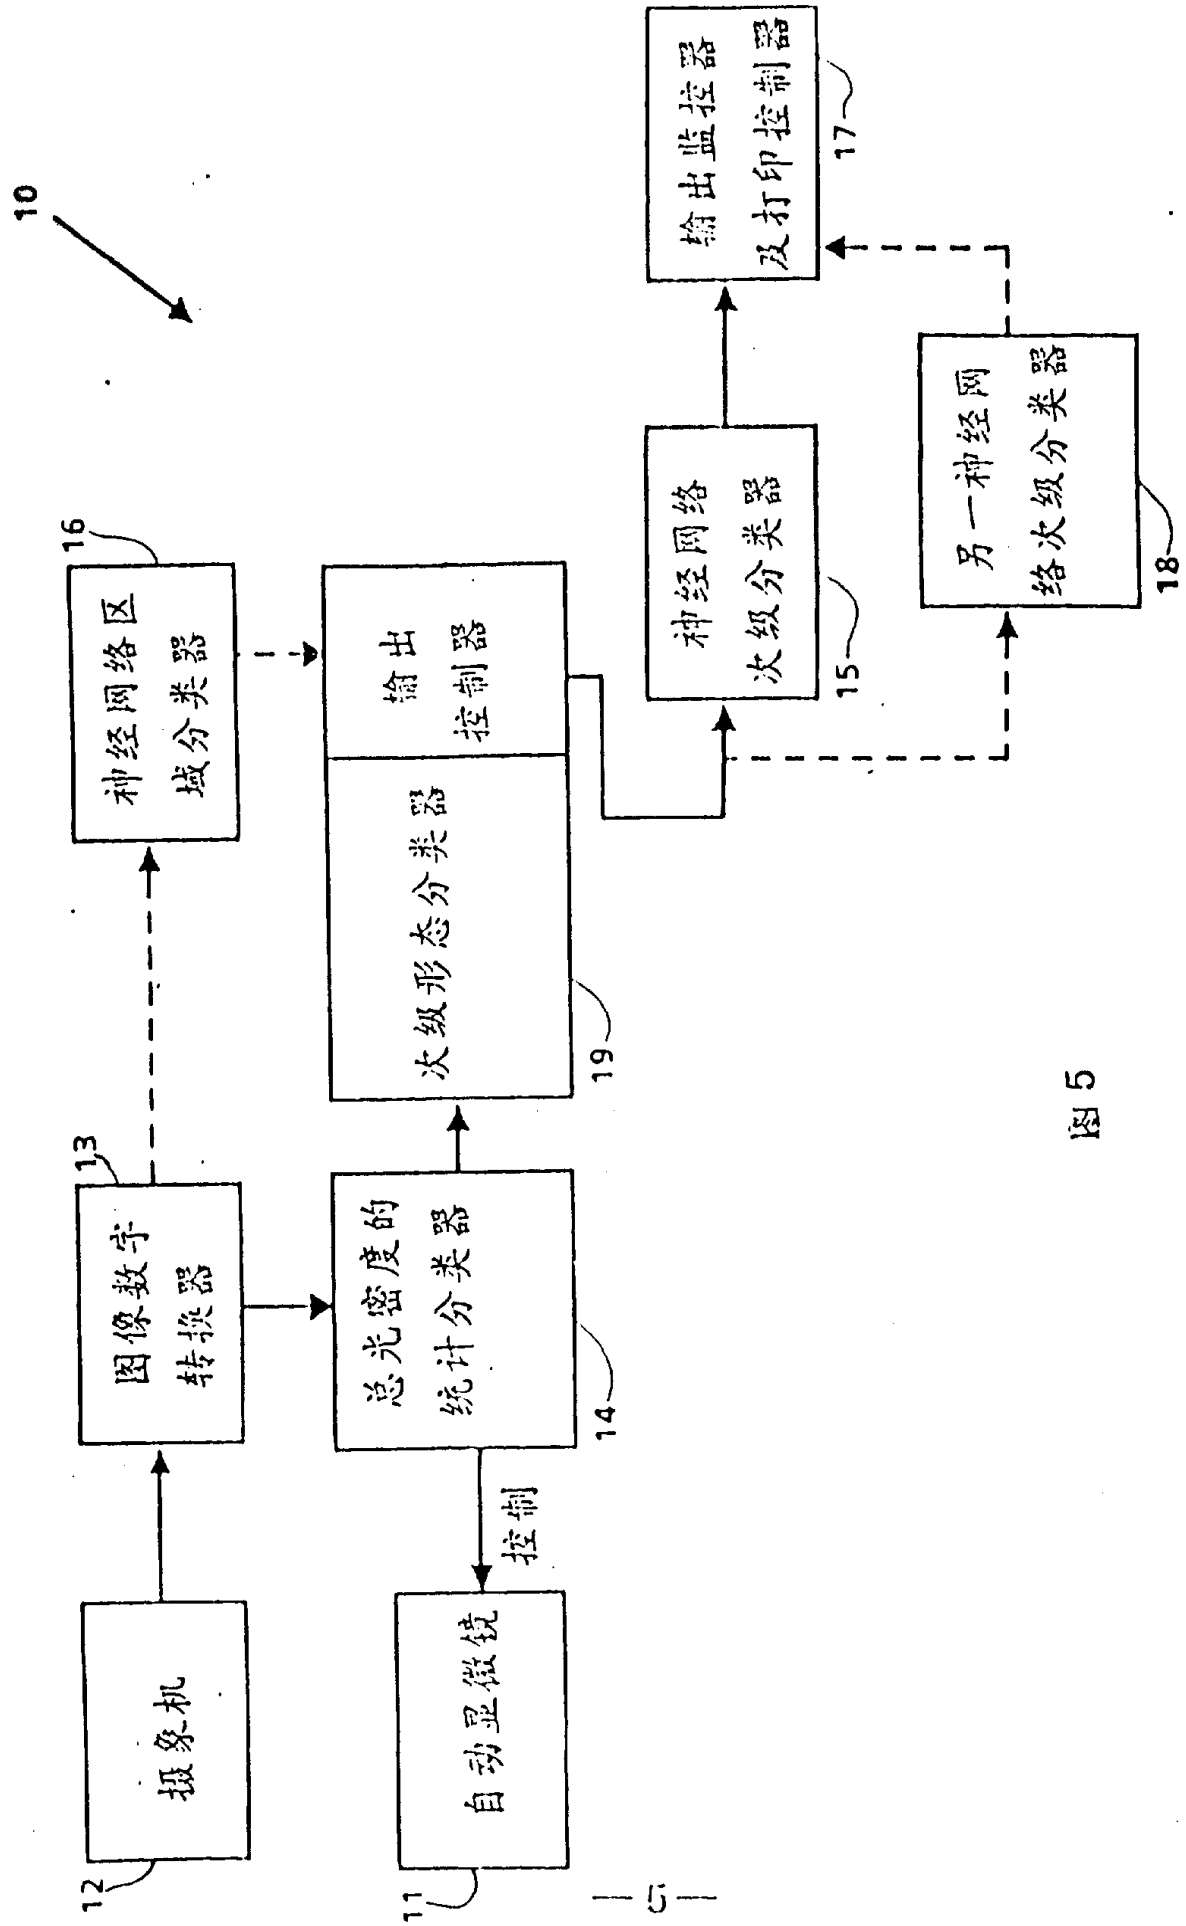 10
12
摄象机
13
图像数字
转换器
16
神经网络区
域分类器
11
自动显微镜
控制
14
总光密度的
统计分类器
19
次级形态分类器
输出
控制器
15
神经网络
次级分类器
17
输出监控器
及打印控制器
18
另一神经网
络次级分类器
图 5
— 5 —